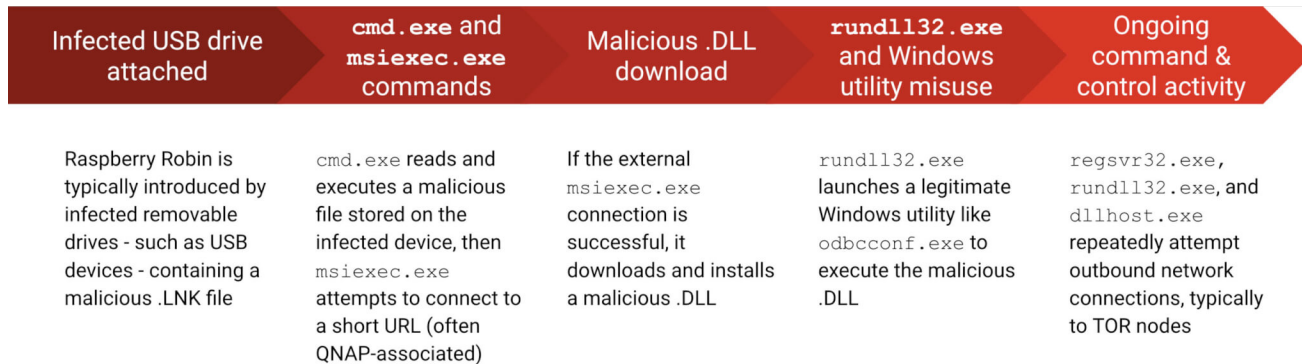 Infected USB drive
attached
cmd.exe and
msiexec.exe
commands
Malicious .DLL
download
rundll32.exe
and Windows
utility misuse
Ongoing
command &
control activity
Raspberry Robin is
typically introduced by
infected removable
drives - such as USB
devices - containing a
malicious .LNK file
cmd.exe reads and
executes a malicious
file stored on the
infected device, then
msiexec.exe
attempts to connect to
a short URL (often
QNAP-associated)
If the external
msiexec.exe
connection is
successful, it
downloads and installs
a malicious .DLL
rundll32.exe
launches a legitimate
Windows utility like
odbcconf.exe to
execute the malicious
.DLL
regsvr32.exe,
rundll32.exe, and
dllhost.exe
repeatedly attempt
outbound network
connections, typically
to TOR nodes